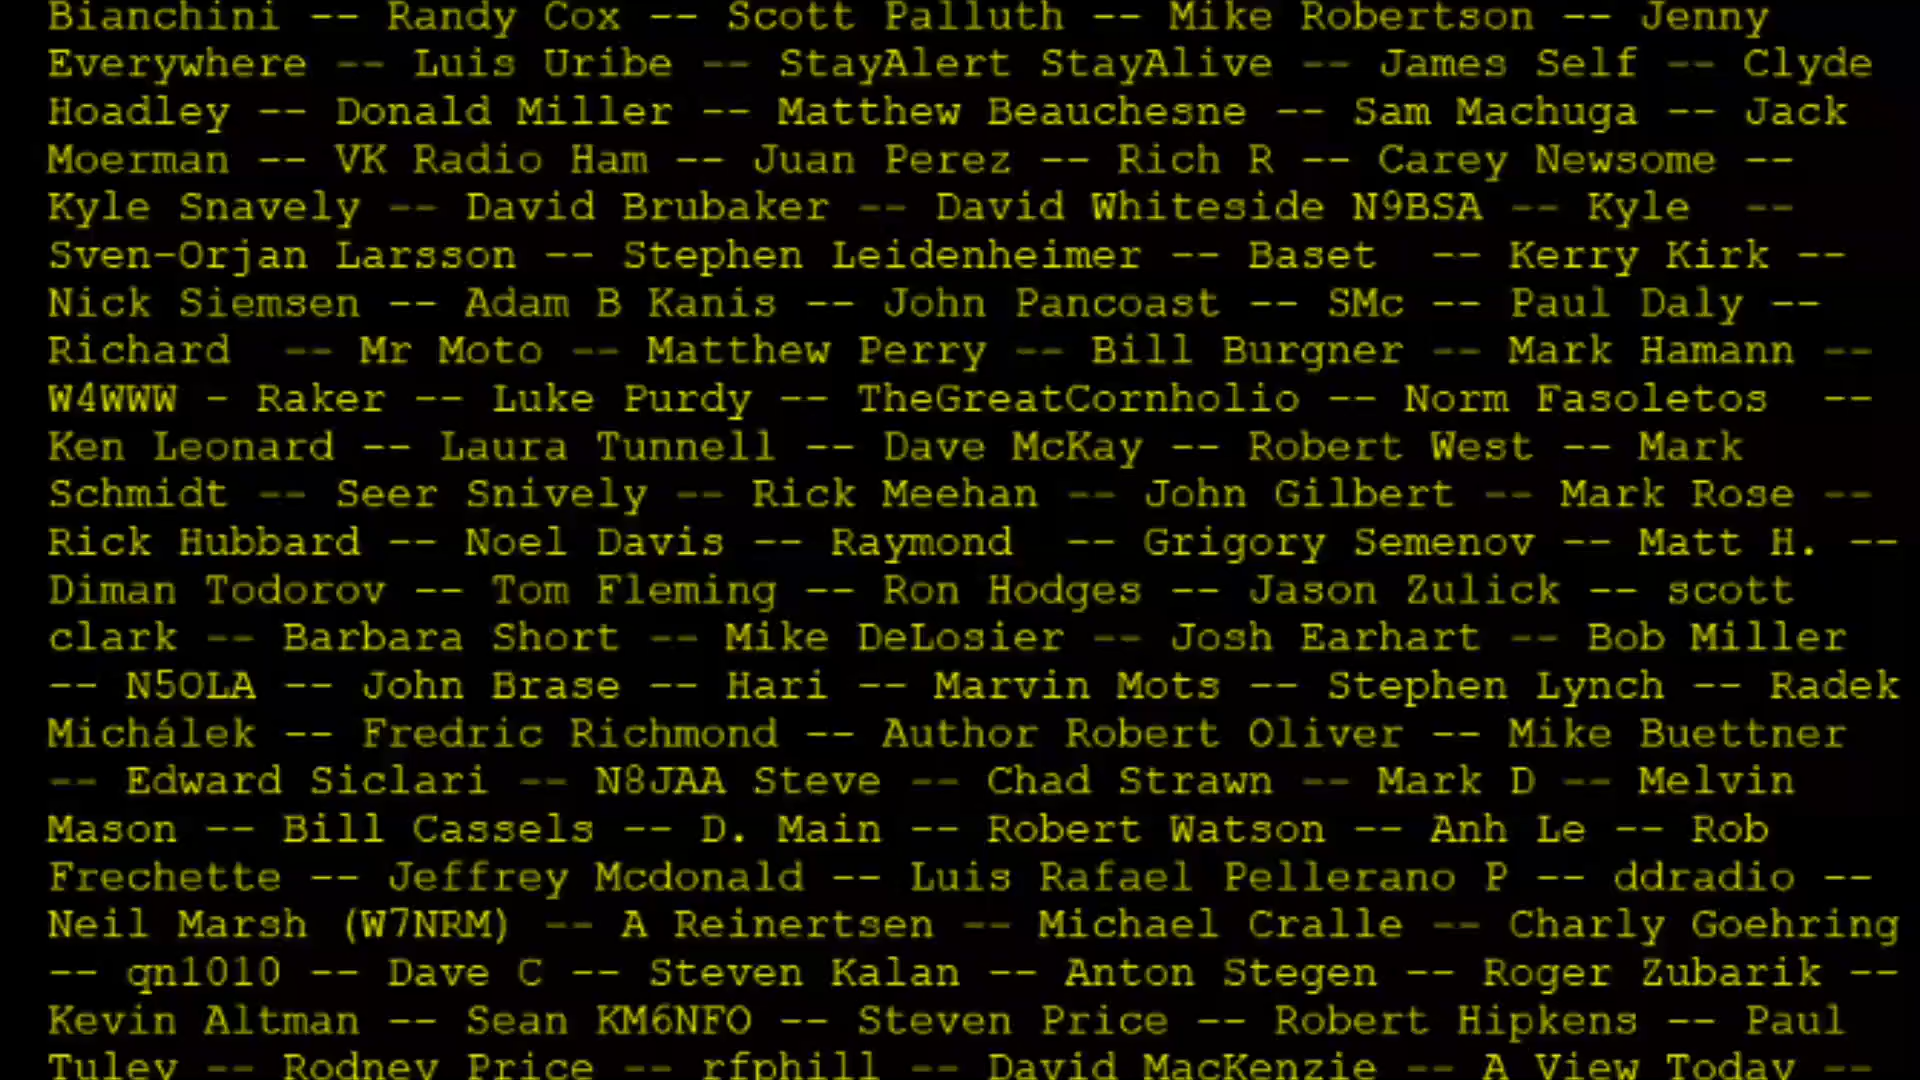 Bianchini -- Randy Cox -- Scott Palluth -- Mike Robertson -- Jenny
Everywhere -- Luis Uribe -- StayAlert StayAlive -- James Self -- Clyde
Hoadley -- Donald Miller -- Matthew Beauchesne -- Sam Machuga -- Jack
Moerman -- VK Radio Ham -- Juan Perez -- Rich R -- Carey Newsome --
Kyle Snavely -- David Brubaker -- David Whiteside N9BSA -- Kyle  --
Sven-Orjan Larsson -- Stephen Leidenheimer -- Baset  -- Kerry Kirk --
Nick Siemsen -- Adam B Kanis -- John Pancoast -- SMc -- Paul Daly --
Richard  -- Mr Moto -- Matthew Perry -- Bill Burgner -- Mark Hamann --
W4WWW - Raker -- Luke Purdy -- TheGreatCornholio -- Norm Fasoletos  --
Ken Leonard -- Laura Tunnell -- Dave McKay -- Robert West -- Mark
Schmidt -- Seer Snively -- Rick Meehan -- John Gilbert -- Mark Rose --
Rick Hubbard -- Noel Davis -- Raymond  -- Grigory Semenov -- Matt H. --
Diman Todorov -- Tom Fleming -- Ron Hodges -- Jason Zulick -- scott
clark -- Barbara Short -- Mike DeLosier -- Josh Earhart -- Bob Miller
-- N5OLA -- John Brase -- Hari -- Marvin Mots -- Stephen Lynch -- Radek
Michálek -- Fredric Richmond -- Author Robert Oliver -- Mike Buettner
-- Edward Siclari -- N8JAA Steve -- Chad Strawn -- Mark D -- Melvin
Mason -- Bill Cassels -- D. Main -- Robert Watson -- Anh Le -- Rob
Frechette -- Jeffrey Mcdonald -- Luis Rafael Pellerano P -- ddradio --
Neil Marsh (W7NRM) -- A Reinertsen -- Michael Cralle -- Charly Goehring
-- qn1010 -- Dave C -- Steven Kalan -- Anton Stegen -- Roger Zubarik --
Kevin Altman -- Sean KM6NFO -- Steven Price -- Robert Hipkens -- Paul
Tuley -- Rodney Price -- rfphill -- David MacKenzie -- A View Today --